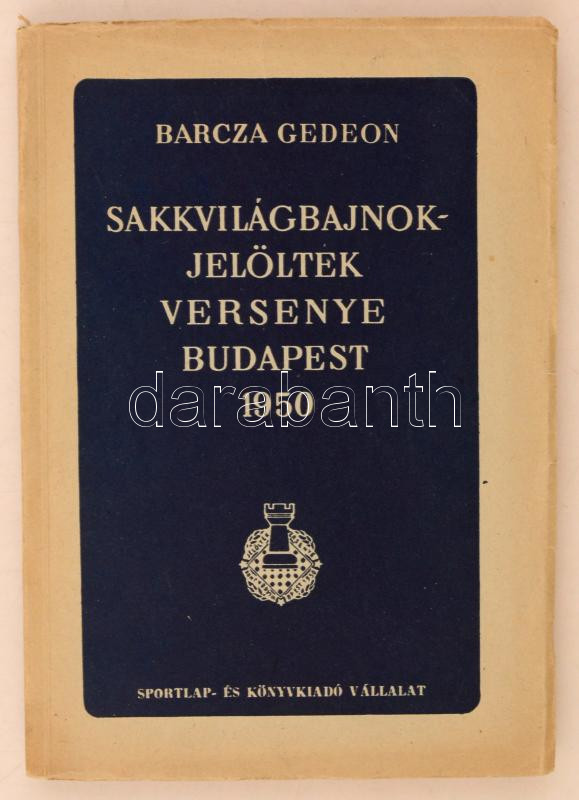 BARCZA GEDEON
SAKKVILÁGBAJNOK-
JELÖLTEK
VERSENYE
BUDAPEST
1950
darabanth
SPORTLAP- ÉS KÖNYVKIADÓ VÁLLALAT